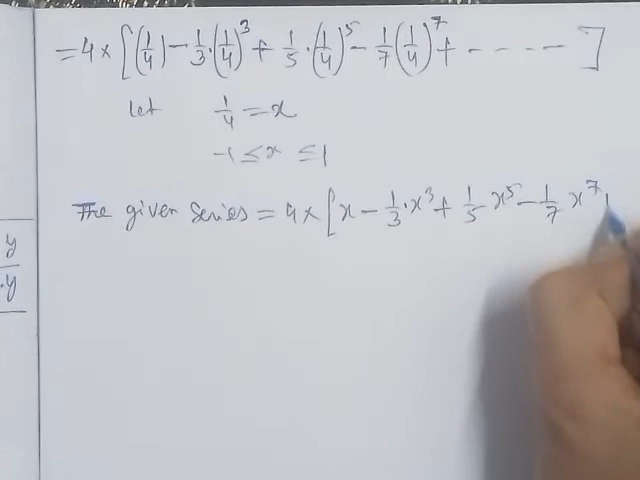 = 4 × [(1/4) - 1/3 · (1/4)^3 + 1/5 · (1/4)^5 - 1/7 (1/4)^7 + - - - - ]
Let 1/4 = x
-1 ≤ x ≤ 1
The given series = 4 × [x - 1/3 · x^3 + 1/5 x^5 - 1/7 x^7
y
·y